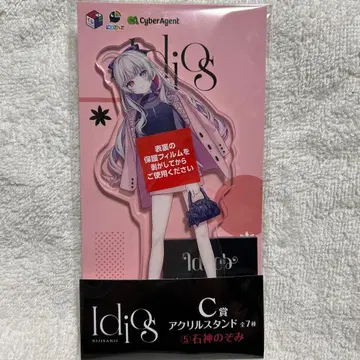 CyberAgent
Idios
表裏の
保護フィルムを
剥がしてから
ご使用ください
Idios
Idios
NIJISANJI
C賞
アクリルスタンド 全7種
⑤石神のぞみ